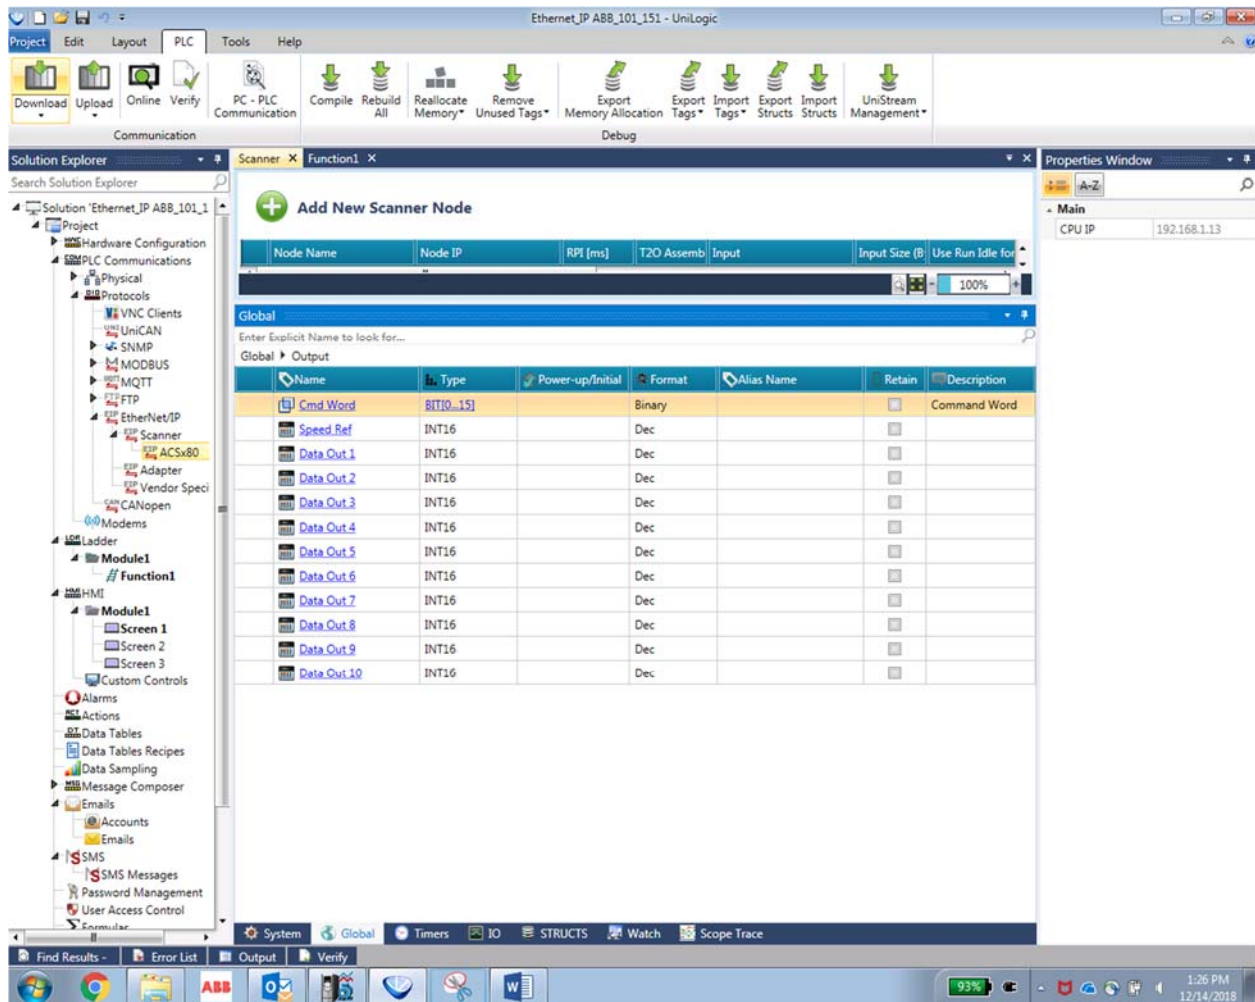 Ethernet_IP ABB_101_151 - UniLogic
Project Edit Layout PLC Tools Help
Download Upload Online Verify PC - PLC Communication Compile Rebuild All Reallocate Memory Remove Unused Tags Export Memory Allocation Export Tags Import Tags Export Structs Import Structs UniStream Management
Communication Debug
Solution Explorer
Search Solution Explorer
Solution 'Ethernet_IP ABB_101_1
Project
Hardware Configuration
PLC Communications
Physical
Protocols
VNC Clients
UniCAN
SNMP
MODBUS
MQTT
FTP
EtherNet/IP
Scanner
ACSx80
Adapter
Vendor Speci
CANopen
Modems
Ladder
Module1
Function1
HMI
Module1
Screen 1
Screen 2
Screen 3
Custom Controls
Alarms
Actions
Data Tables
Data Tables Recipes
Data Sampling
Message Composer
Emails
Accounts
Emails
SMS
SMS Messages
Password Management
User Access Control
Scanner X Function1 X
Add New Scanner Node
Node Name Node IP RPI [ms] T2O Assemb Input Input Size (B Use Run Idle for
100%
Global
Enter Explicit Name to look for...
Global Output
Name Type Power-up/Initial Format Alias Name Retain Description
Cmd Word BIT[0...15] Binary Command Word
Speed Ref INT16 Dec
Data Out 1 INT16 Dec
Data Out 2 INT16 Dec
Data Out 3 INT16 Dec
Data Out 4 INT16 Dec
Data Out 5 INT16 Dec
Data Out 6 INT16 Dec
Data Out 7 INT16 Dec
Data Out 8 INT16 Dec
Data Out 9 INT16 Dec
Data Out 10 INT16 Dec
System Global Timers IO STRUCTS Watch Scope Trace
Properties Window
A-Z
Main
CPU IP 192.168.1.13
Find Results - Error List Output Verify
ABB
93%
1:26 PM
12/14/2018